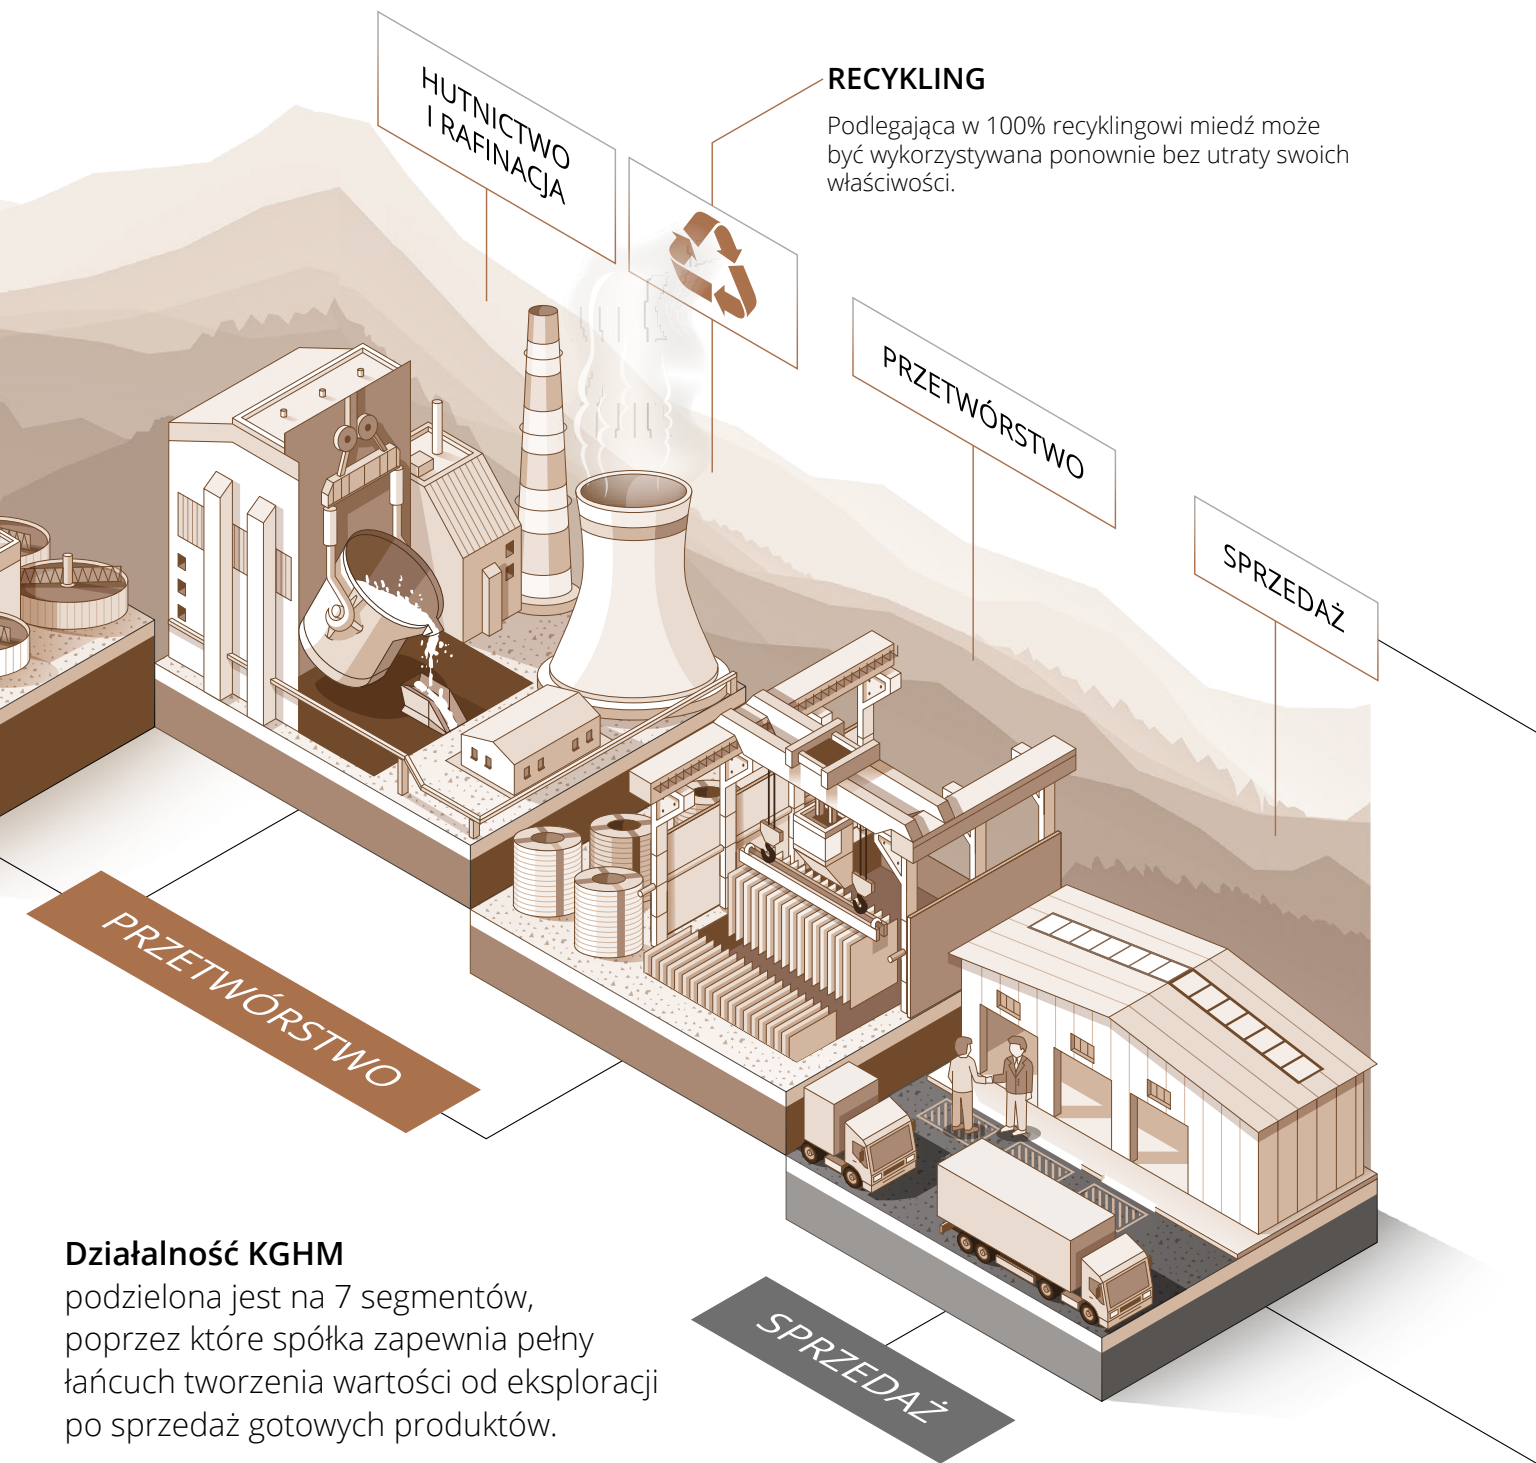 HUTNICTWO
I RAFINACJA
RECYKLING
Podlegająca w 100% recyklingowi miedź może
być wykorzystywana ponownie bez utraty swoich
właściwości.
PRZETWÓRSTWO
SPRZEDAŻ
PRZETWÓRSTWO
SPRZEDAŻ
Działalność KGHM
podzielona jest na 7 segmentów,
poprzez które spółka zapewnia pełny
łańcuch tworzenia wartości od eksploracji
po sprzedaż gotowych produktów.